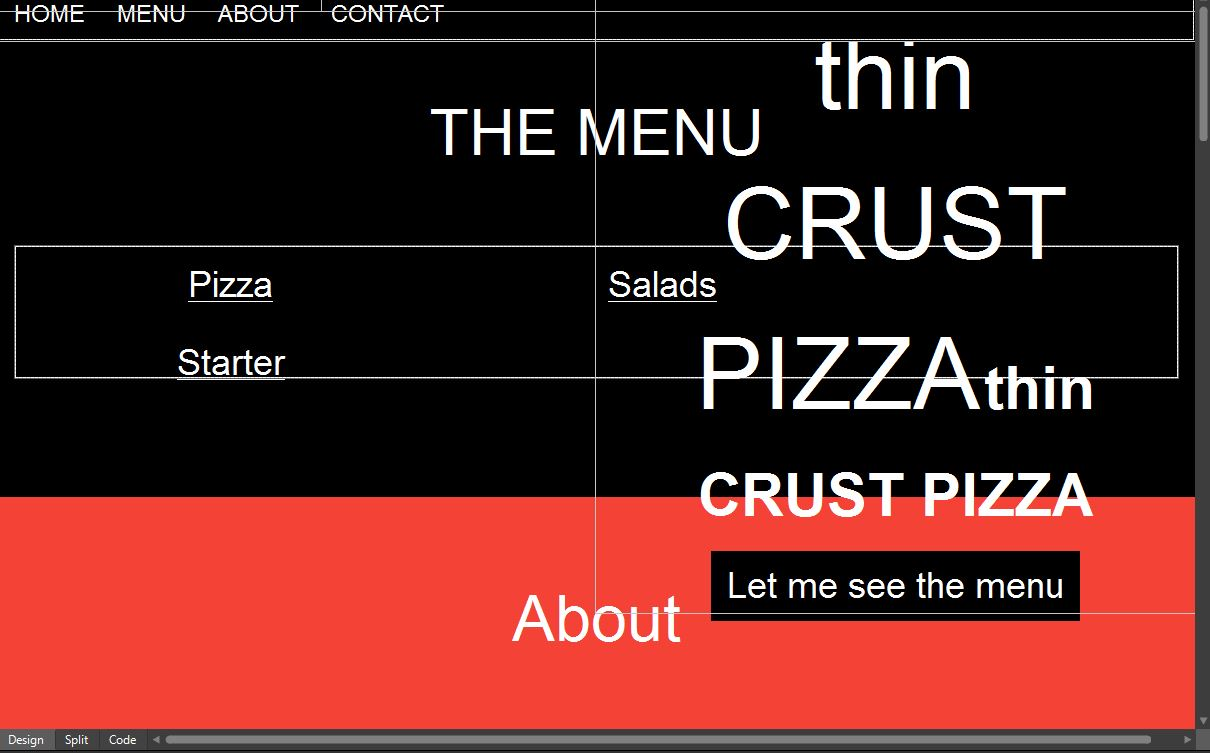 HOME MENU ABOUT CONTACT
thin
THE MENU
CRUST
Pizza Salads
Starter
PIZZA thin
CRUST PIZZA
Let me see the menu
About
Design Split Code